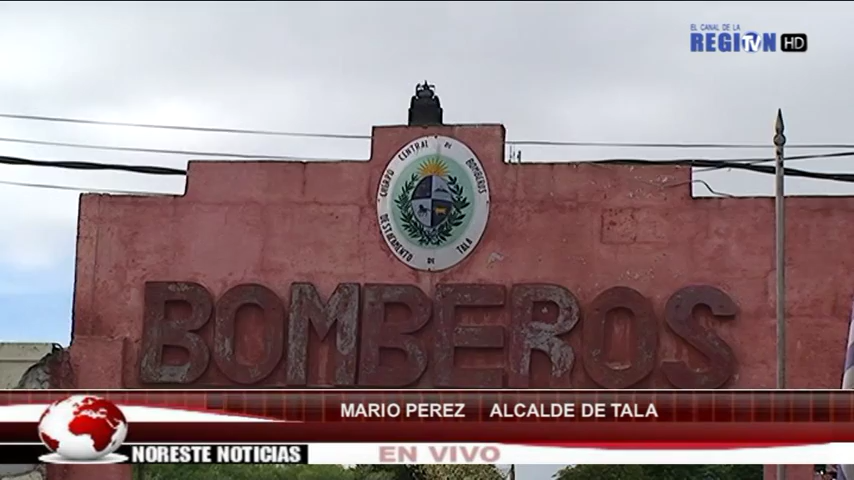 EL CANAL DE LA
REGION TV HD
CUERPO CENTRAL DE BOMBEROS
DESTACAMENTO DE TALA
BOMBEROS
MARIO PEREZ ALCALDE DE TALA
NORESTE NOTICIAS
EN VIVO